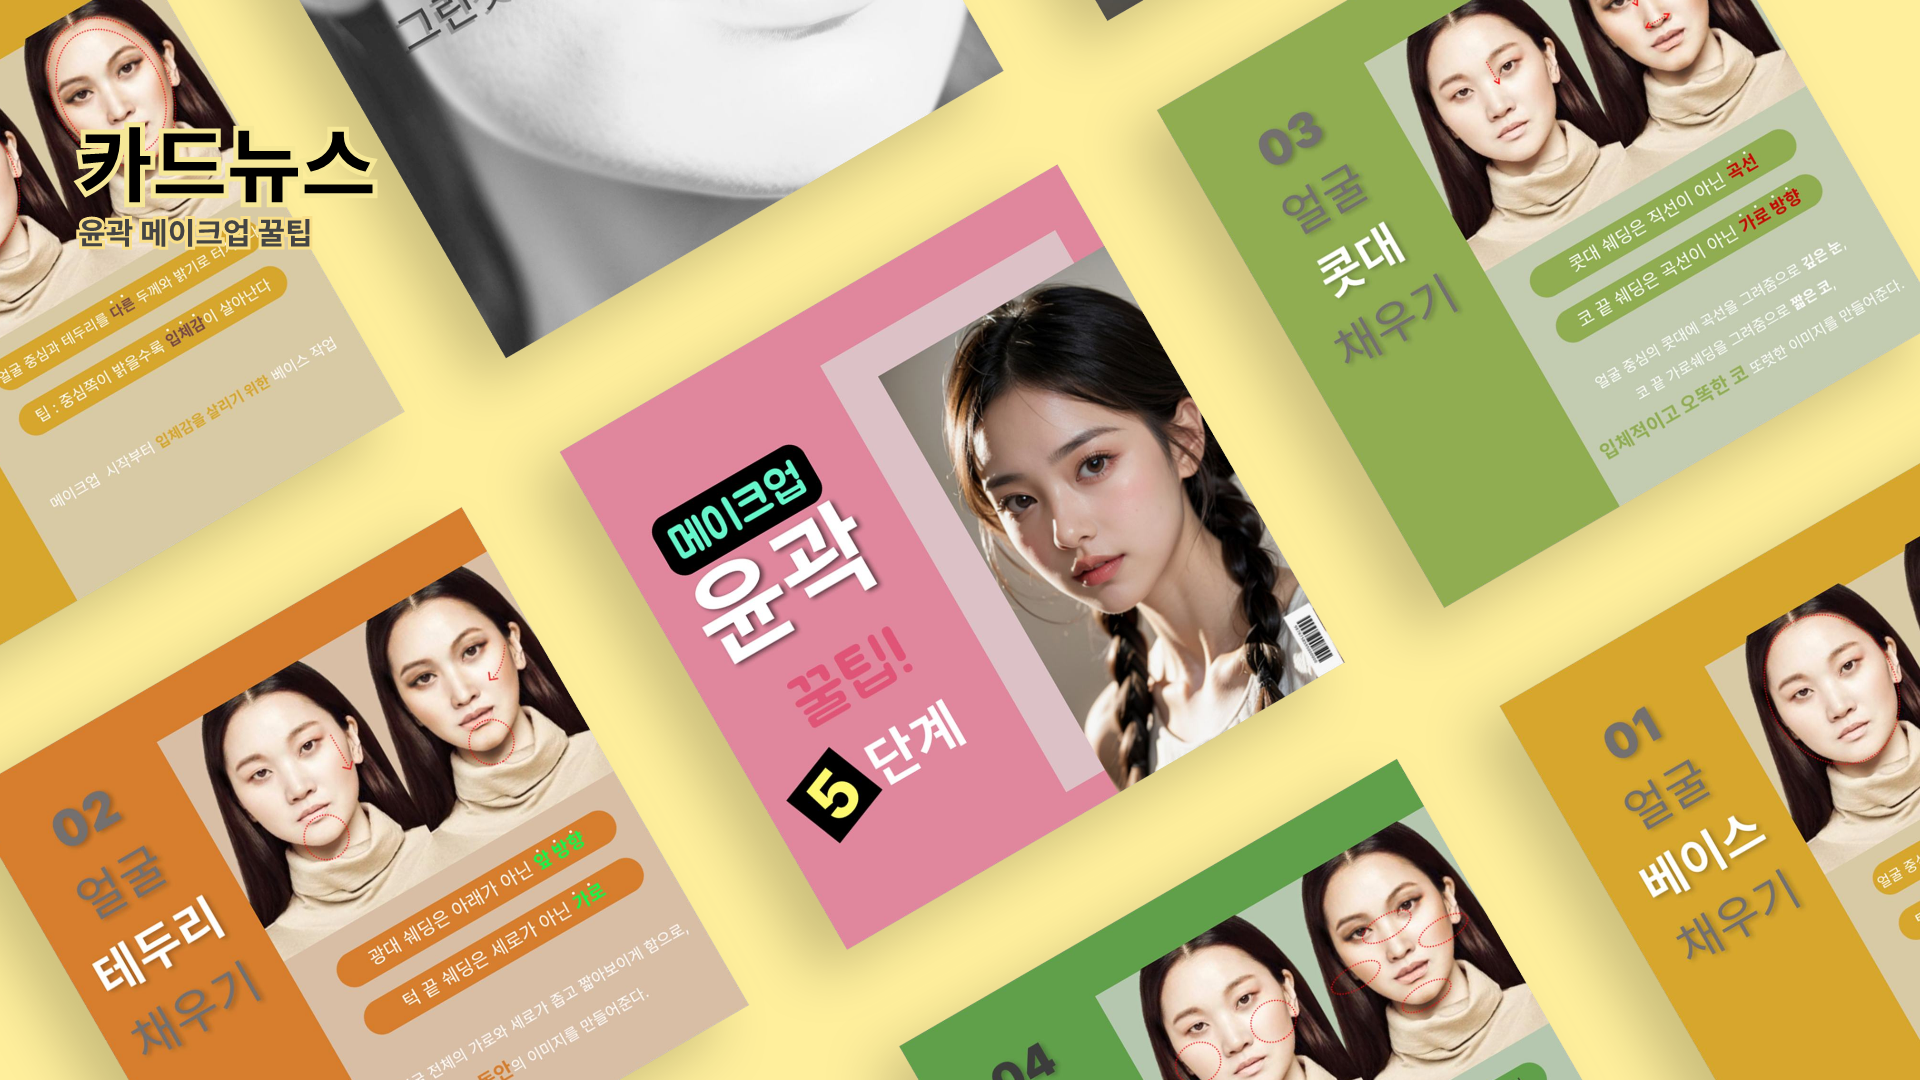 카드뉴스
윤곽 메이크업 꿀팁
그런
얼굴 중심과 테두리를 다른 두께와 밝기로
팁 : 중심쪽이 밝을수록 입체감이 살아난다
메이크업 시작부터 입체감을 살리기 위한 베이스 작업
메이크업
윤곽
꿀팁!
5 단계
03
얼굴
콧대
채우기
콧대 쉐딩은 직선이 아닌 곡선
코 끝 쉐딩은 곡선이 아닌 가로 방향
얼굴 중심의 콧대에 곡선을 그려줌으로 깊은 눈,
코 끝 가로쉐딩을 그려줌으로 짧은 코,
입체적이고 오똑한 코 또렷한 이미지를 만들어준다.
02
얼굴
테두리
채우기
광대 쉐딩은 아래가 아닌 앞 방향
턱 끝 쉐딩은 세로가 아닌 가로
전체의 가로와 세로가 좁고 짧아보이게 함으로,
동안의 이미지를 만들어준다.
01
얼굴
베이스
채우기
얼굴
04